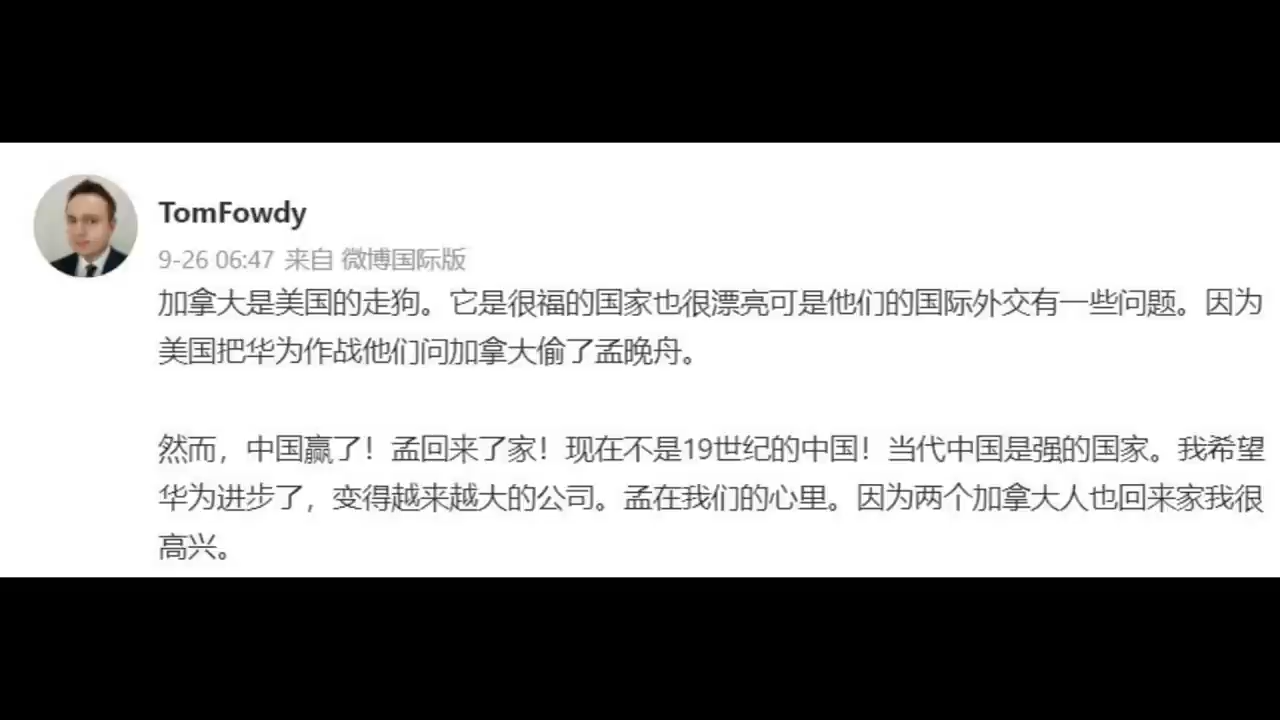 TomFowdy
9-26 06:47 来自 微博国际版
加拿大是美国的走狗。它是很福的国家也很漂亮可是他们的国际外交有一些问题。因为
美国把华为作战他们问加拿大偷了孟晚舟。
然而，中国赢了！孟回来了家！现在不是19世纪的中国！当代中国是强的国家。我希望
华为进步了，变得越来越大的公司。孟在我们的心里。因为两个加拿大人也回来家我很
高兴。